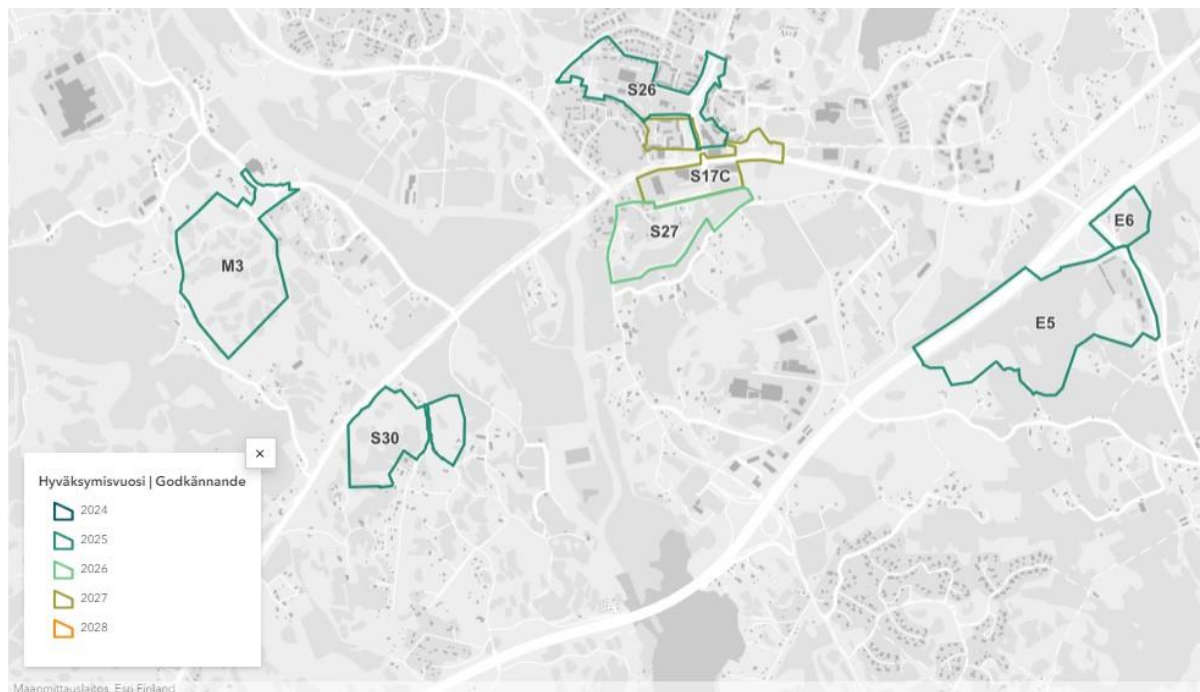 S26
S17C
S27
E6
M3
E5
S30
×
Hyväksymisvuosi | Godkännande
2024
2025
2026
2027
2028
Maanmittauslaitos, Esri Finland